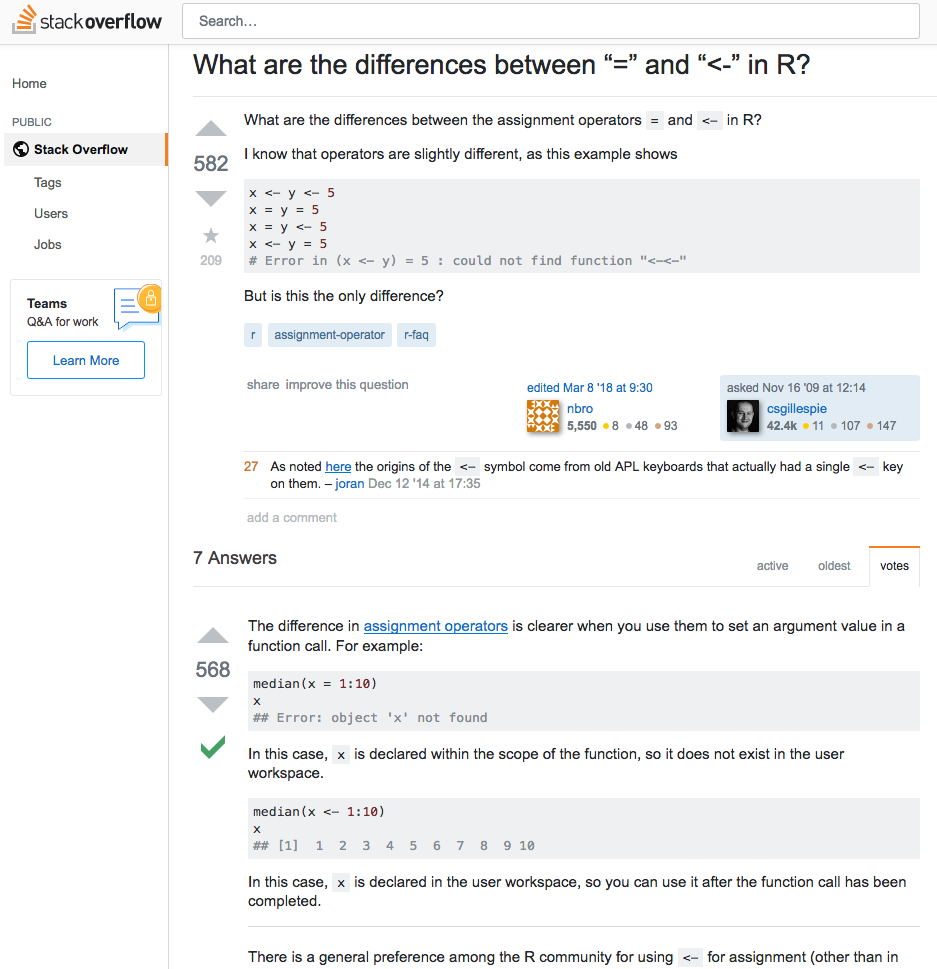 stackoverflow
Search…
Home
PUBLIC
Stack Overflow
Tags
Users
Jobs
Teams
Q&A for work
Learn More
What are the differences between “=” and “<-” in R?
582
209
What are the differences between the assignment operators = and <- in R?
I know that operators are slightly different, as this example shows
x <- y <- 5
x = y = 5
x = y <- 5
x <- y = 5
# Error in (x <- y) = 5 : could not find function "<-<-"
But is this the only difference?
r assignment-operator r-faq
share improve this question
edited Mar 8 '18 at 9:30
nbro
5,550 8 48 93
asked Nov 16 '09 at 12:14
csgillespie
42.4k 11 107 147
27 As noted here the origins of the <- symbol come from old APL keyboards that actually had a single <- key
on them. – joran Dec 12 '14 at 17:35
add a comment
7 Answers
active oldest votes
568
The difference in assignment operators is clearer when you use them to set an argument value in a
function call. For example:
median(x = 1:10)
x
## Error: object 'x' not found
In this case, x is declared within the scope of the function, so it does not exist in the user
workspace.
median(x <- 1:10)
x
## [1] 1 2 3 4 5 6 7 8 9 10
In this case, x is declared in the user workspace, so you can use it after the function call has been
completed.
There is a general preference among the R community for using <- for assignment (other than in